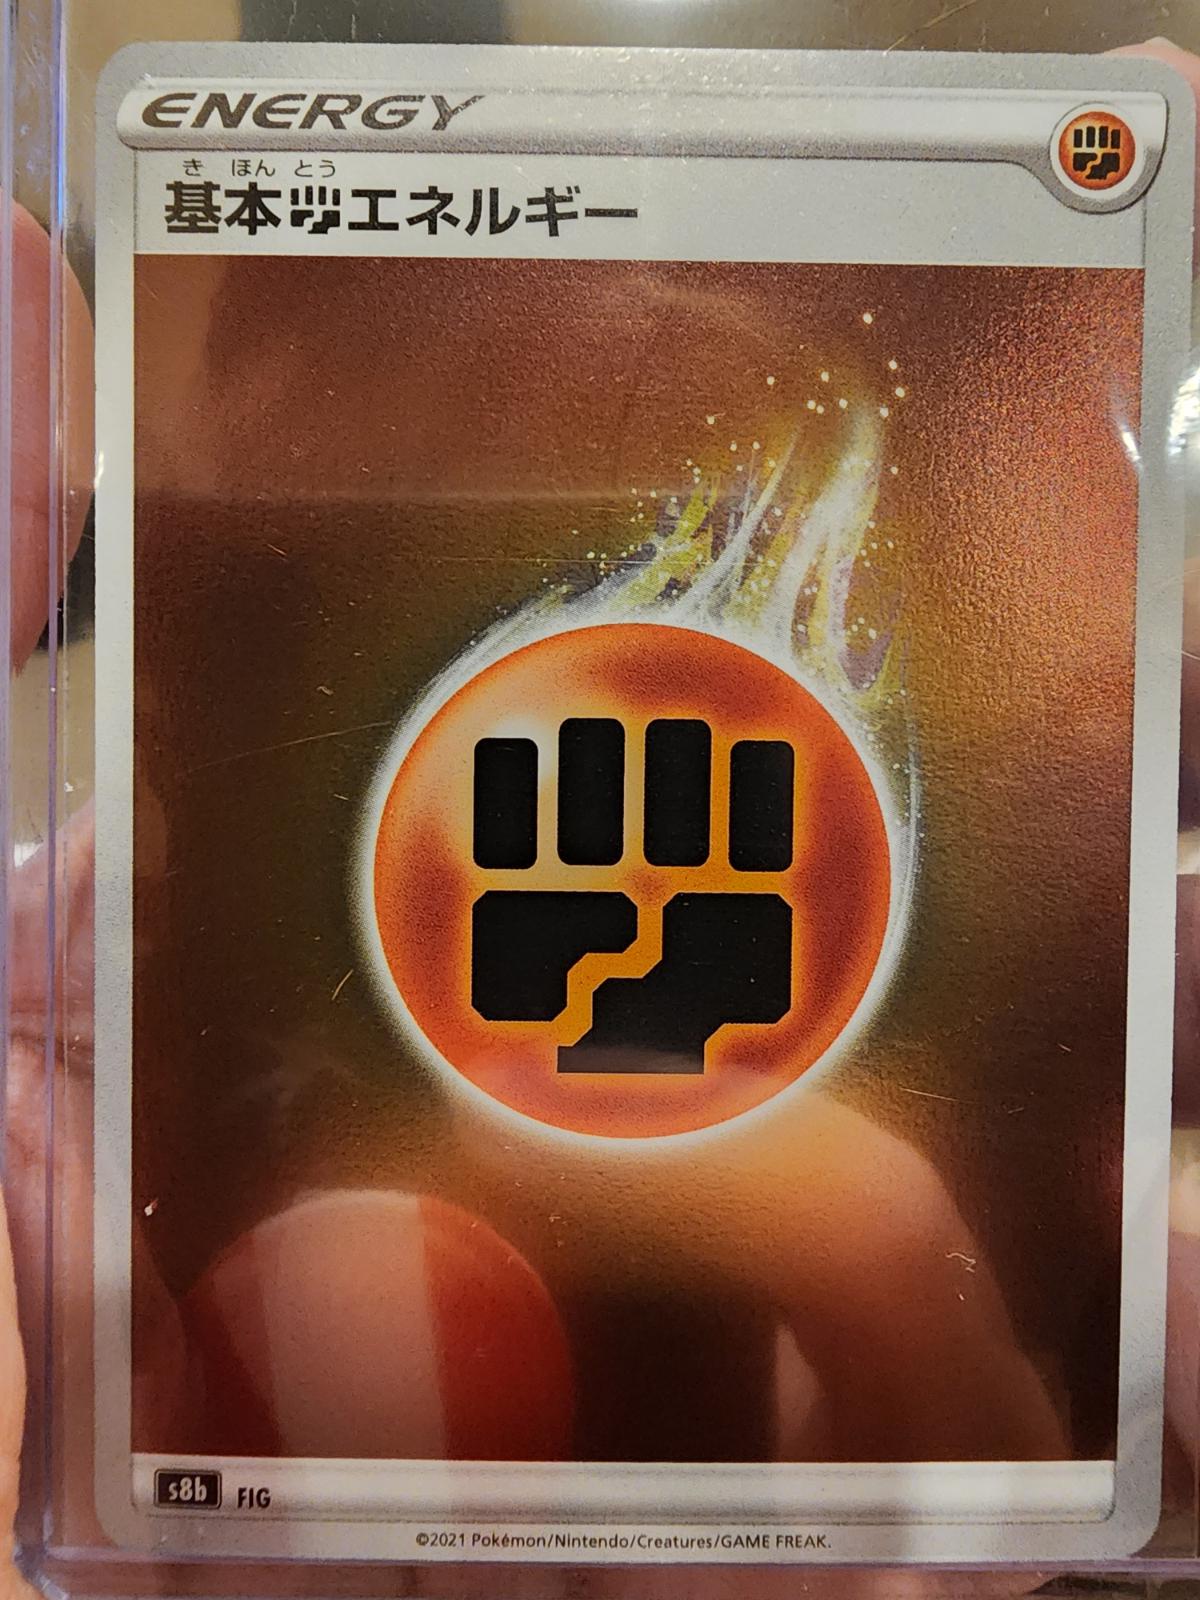 ENERGY
き ほん とう
基本エネルギー
s8b FIG
©2021 Pokémon/Nintendo/Creatures/GAME FREAK.